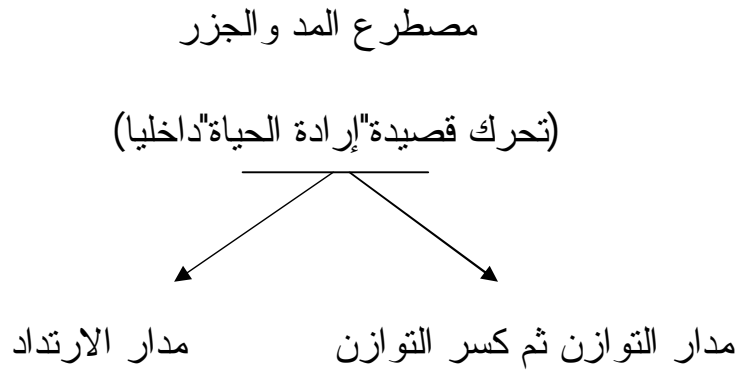 مصطرع المد والجزر
(تحرك قصيدة"إرادة الحياة"داخليا)
مدار التوازن ثم كسر التوازن
مدار الارتداد